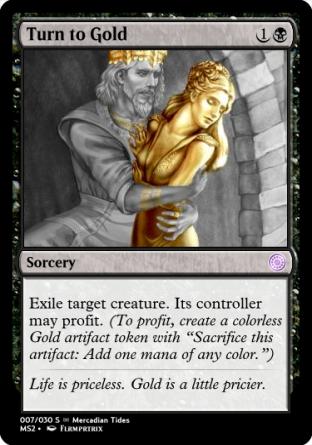 Turn to Gold 1
Sorcery
Exile target creature. Its controller
may profit. (To profit, create a colorless
Gold artifact token with “Sacrifice this
artifact: Add one mana of any color.”)
Life is priceless. Gold is a little pricier.
007/030 S ™ Mercadian Tides
MS2 • FLRMPRTRIX